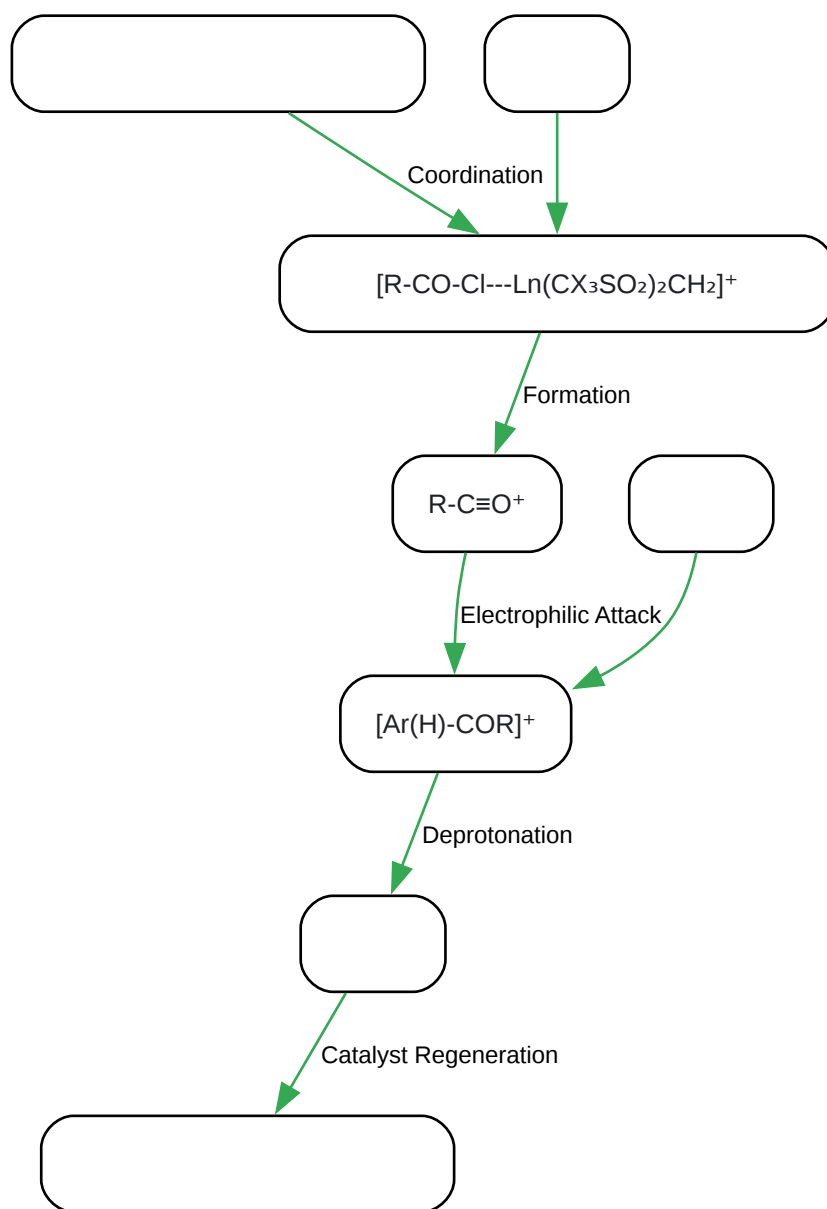 Coordination
[R-CO-Cl---Ln(CX₃SO₂)₂CH₂]⁺
Formation
R-C≡O⁺
Electrophilic Attack
[Ar(H)-COR]⁺
Deprotonation
Catalyst Regeneration